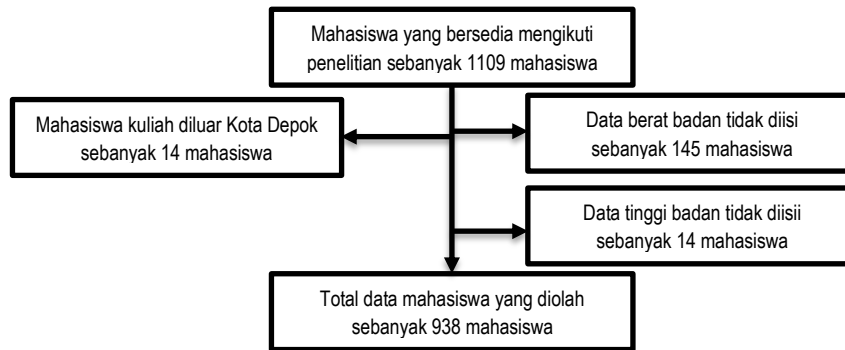 Mahasiswa yang bersedia mengikuti
penelitian sebanyak 1109 mahasiswa
Mahasiswa kuliah diluar Kota Depok
sebanyak 14 mahasiswa
Data berat badan tidak diisi
sebanyak 145 mahasiswa
Data tinggi badan tidak diisii
sebanyak 14 mahasiswa
Total data mahasiswa yang diolah
sebanyak 938 mahasiswa